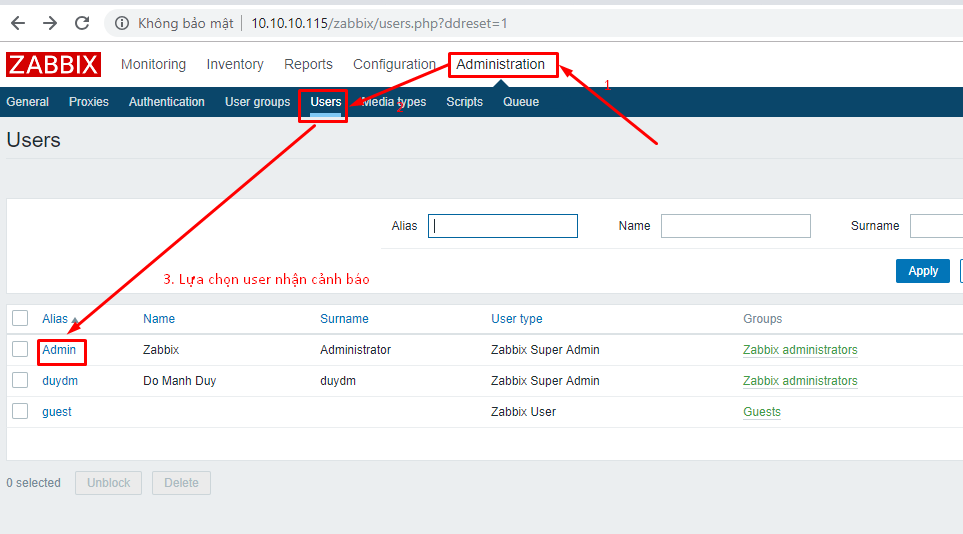 Không bảo mật | 10.10.10.115/zabbix/users.php?ddreset=1
ZABBIX Monitoring Inventory Reports Configuration Administration
1
General Proxies Authentication User groups Users Media types Scripts Queue
2
Users
Alias Name Surname
Apply
3. Lựa chọn user nhận cảnh báo
Alias Name Surname User type Groups
Admin Zabbix Administrator Zabbix Super Admin Zabbix administrators
duydm Do Manh Duy duydm Zabbix Super Admin Zabbix administrators
guest Zabbix User Guests
0 selected Unblock Delete